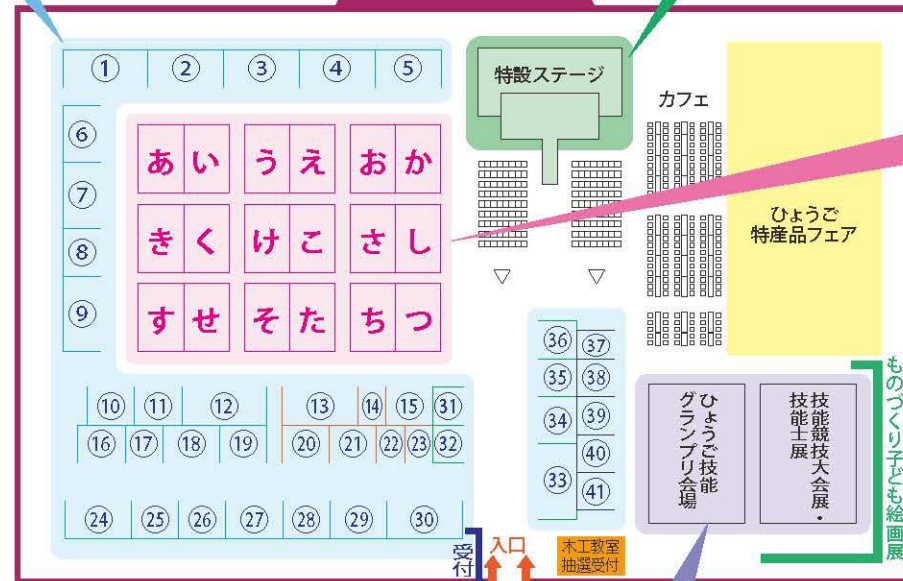 ① ② ③ ④ ⑤
特設ステージ
カフェ
⑥
⑦
⑧
⑨
あ い う え お か
き く け こ さ し
す せ そ た ち つ
ひょうご
特産品フェア
⑩ ⑪ ⑫ ⑬ ⑭ ⑮ ㉛
⑯ ⑰ ⑱ ⑲ ⑳ ㉑ ㉒ ㉓ ㉜
㉔ ㉕ ㉖ ㉗ ㉘ ㉙ ㉚
㊱ ㊲
㉟ ㊳
㉞ ㊴
㊵
㉝ ㊶
ひょうご技能
グランプリ会場
技能競技大会展・
技能士展
ものづくり子ども絵画展
受付
入口
木工教室
抽選受付